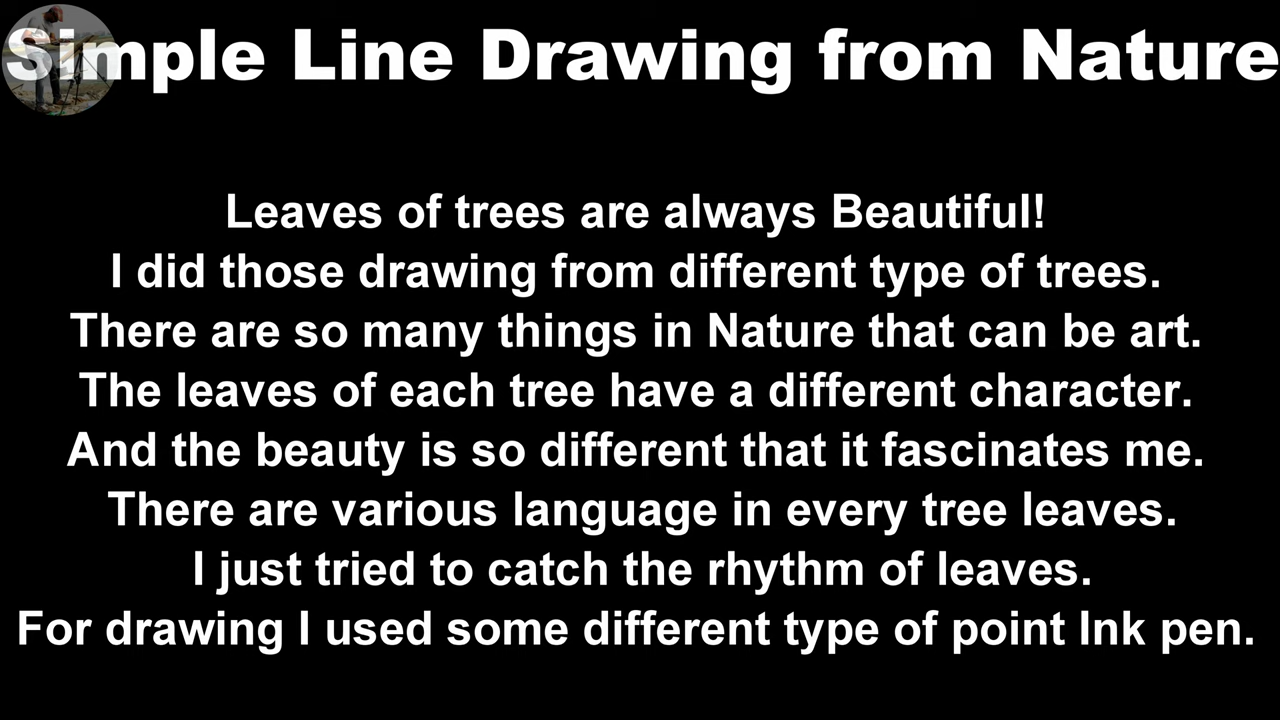 Simple Line Drawing from Nature
Leaves of trees are always Beautiful!
I did those drawing from different type of trees.
There are so many things in Nature that can be art.
The leaves of each tree have a different character.
And the beauty is so different that it fascinates me.
There are various language in every tree leaves.
I just tried to catch the rhythm of leaves.
For drawing I used some different type of point Ink pen.